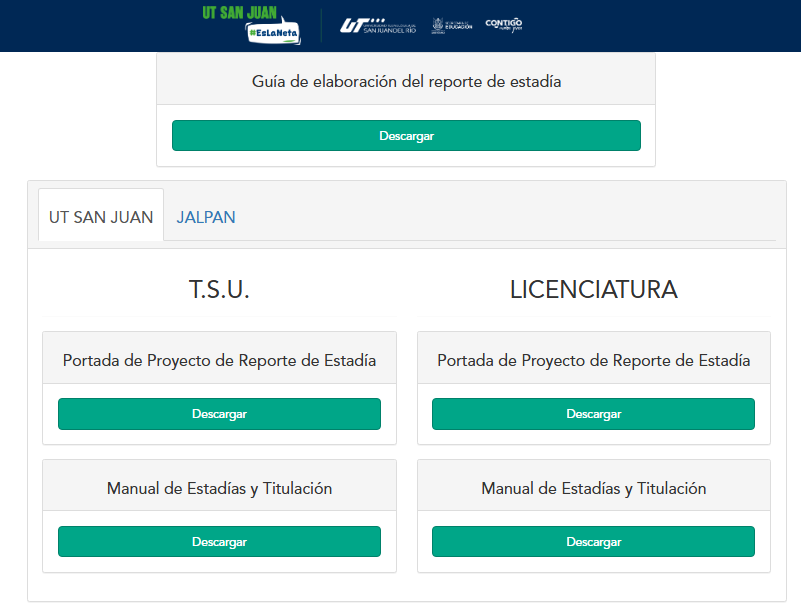 UT SAN JUAN
#EsLaNeta
UT
SAN JUAN DEL RÍO
EDUCACIÓN
CONTIGO
Guía de elaboración del reporte de estadía
Descargar
UT SAN JUAN
JALPAN
T.S.U.
LICENCIATURA
Portada de Proyecto de Reporte de Estadía
Portada de Proyecto de Reporte de Estadía
Descargar
Descargar
Manual de Estadías y Titulación
Manual de Estadías y Titulación
Descargar
Descargar